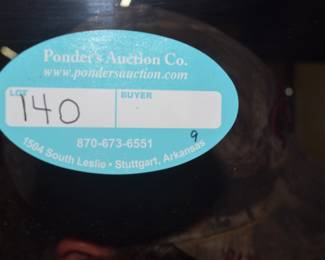 Ponder's Auction Co.
www.pondersauction.com
LOT BUYER
140
870-673-6551
9
1504 South Leslie • Stuttgart, Arkansas